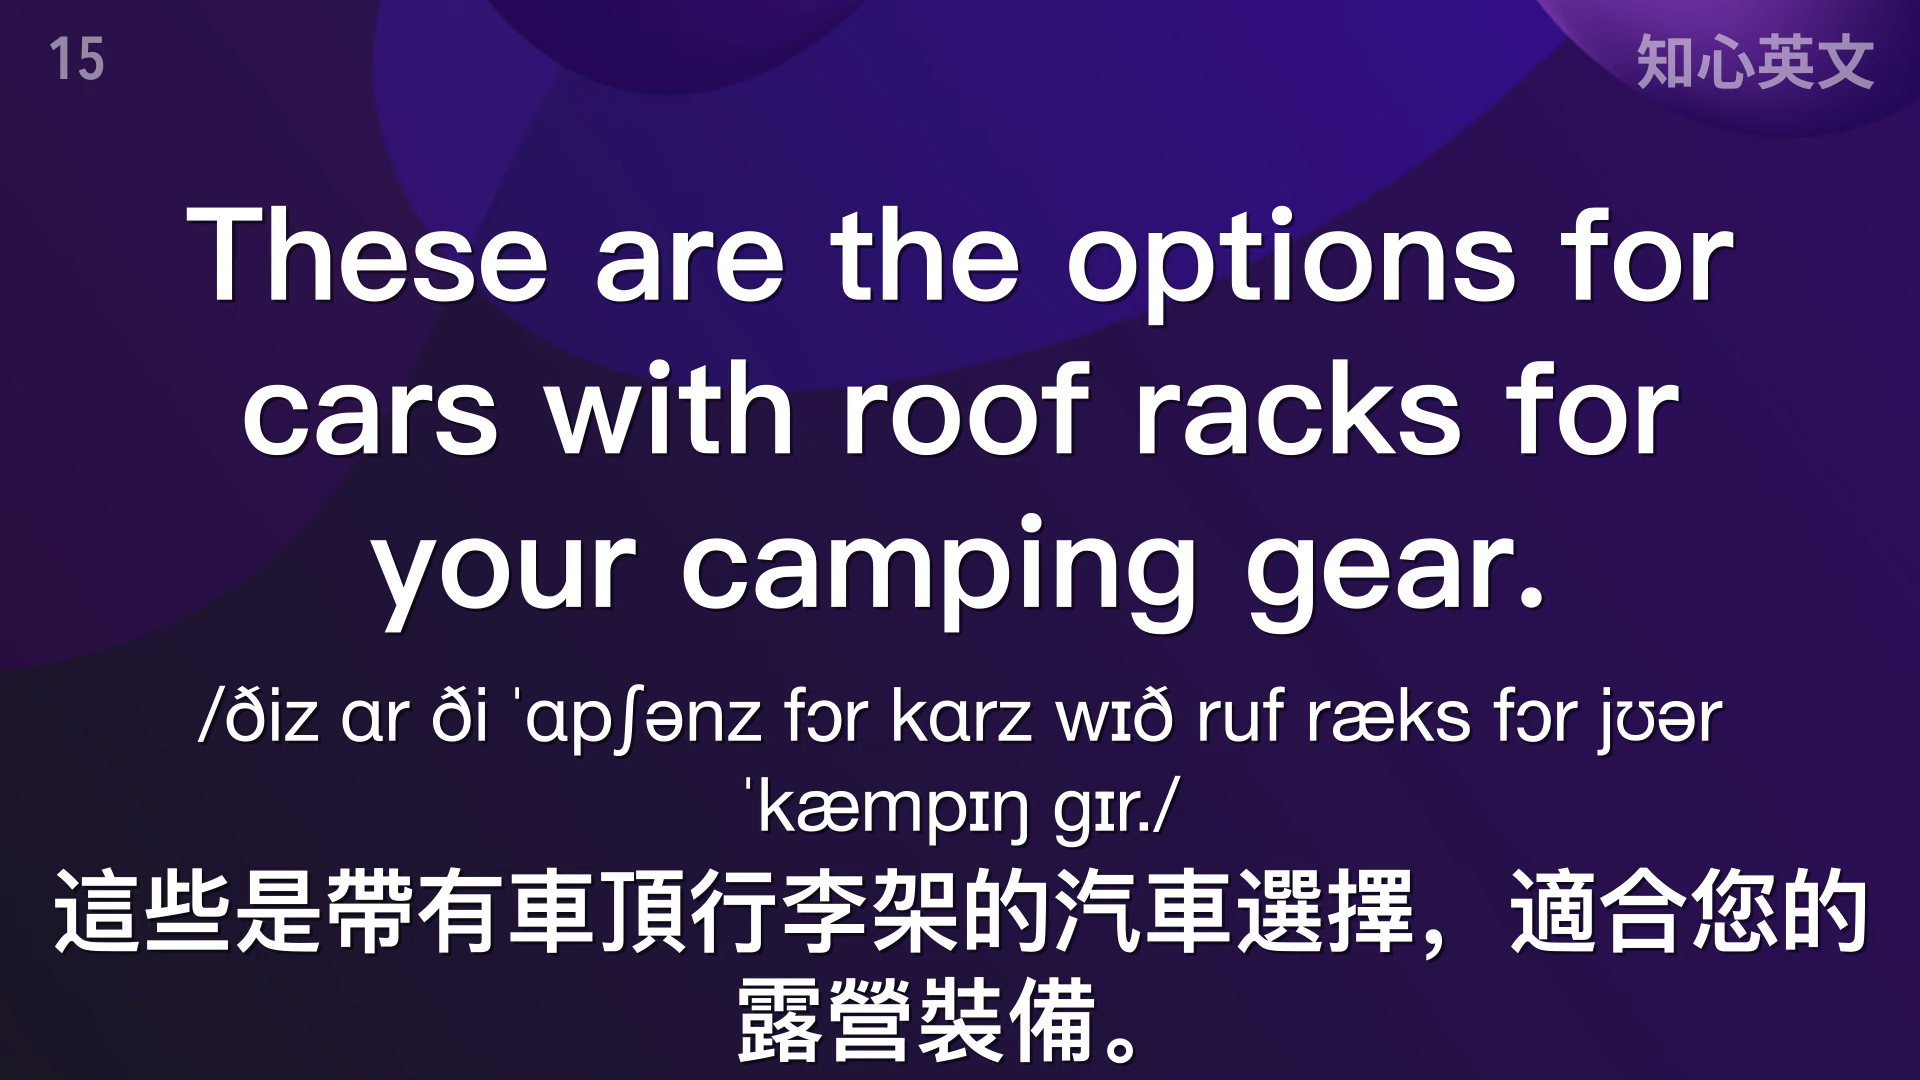 15
知心英文
These are the options for
cars with roof racks for
your camping gear.
/ðiz ɑr ði ˈɑpʃənz fɔr kɑrz wɪð ruf ræks fɔr jʊər
ˈkæmpɪŋ gɪr./
這些是帶有車頂行李架的汽車選擇，適合您的
露營裝備。